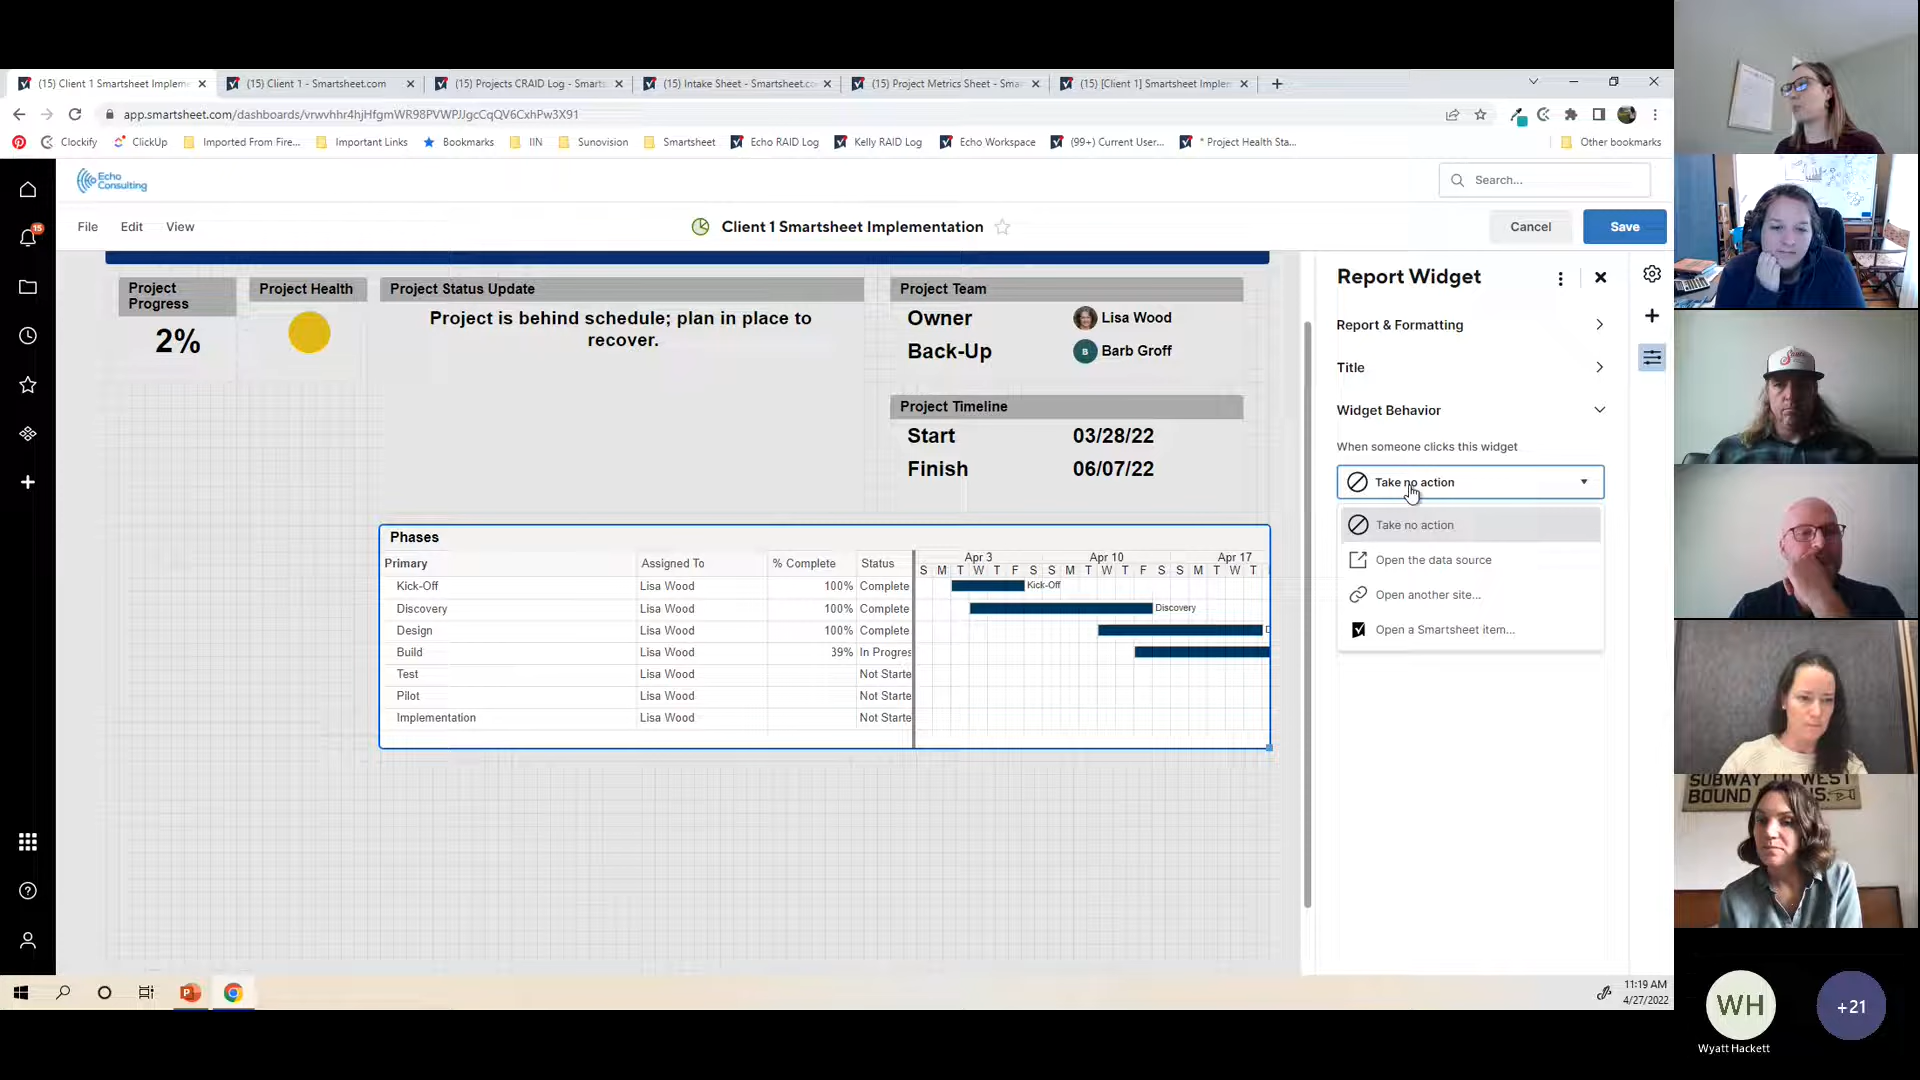 (15) Client 1 Smartsheet Impleme
(15) Client 1 - Smartsheet.com
(15) Projects CRAID Log - Smarts
(15) Intake Sheet - Smartsheet.co
(15) Project Metrics Sheet - Smar
(15) [Client 1] Smartsheet Implem
app.smartsheet.com/dashboards/vrwvhhr4hjHfgmWR98PVWPJJgcCqQV6CxhPw3X91
Clockify
ClickUp
Imported From Fire...
Important Links
Bookmarks
IIN
Sunovision
Smartsheet
Echo RAID Log
Kelly RAID Log
Echo Workspace
(99+) Current User...
* Project Health Sta...
Other bookmarks
Echo
Consulting
Search...
15
File
Edit
View
Client 1 Smartsheet Implementation
Cancel
Save
Project
Progress
2%
Project Health
Project Status Update
Project is behind schedule; plan in place to
recover.
Project Team
Owner
Lisa Wood
Back-Up
B
Barb Groff
Project Timeline
Start
03/28/22
Finish
06/07/22
Phases
Primary
Assigned To
% Complete
Status
Apr 3
Apr 10
Apr 17
S M T W T F S S M T W T F S S M T W T
Kick-Off
Lisa Wood
100%
Complete
Kick-Off
Discovery
Lisa Wood
100%
Complete
Discovery
Design
Lisa Wood
100%
Complete
D
Build
Lisa Wood
39%
In Progres
Test
Lisa Wood
Not Starte
Pilot
Lisa Wood
Not Starte
Implementation
Lisa Wood
Not Starte
Report Widget
Report & Formatting
Title
Widget Behavior
When someone clicks this widget
Take no action
Take no action
Open the data source
Open another site...
Open a Smartsheet item...
11:19 AM
4/27/2022
SUBWAY TO WEST
BOUND
WH
Wyatt Hackett
+21